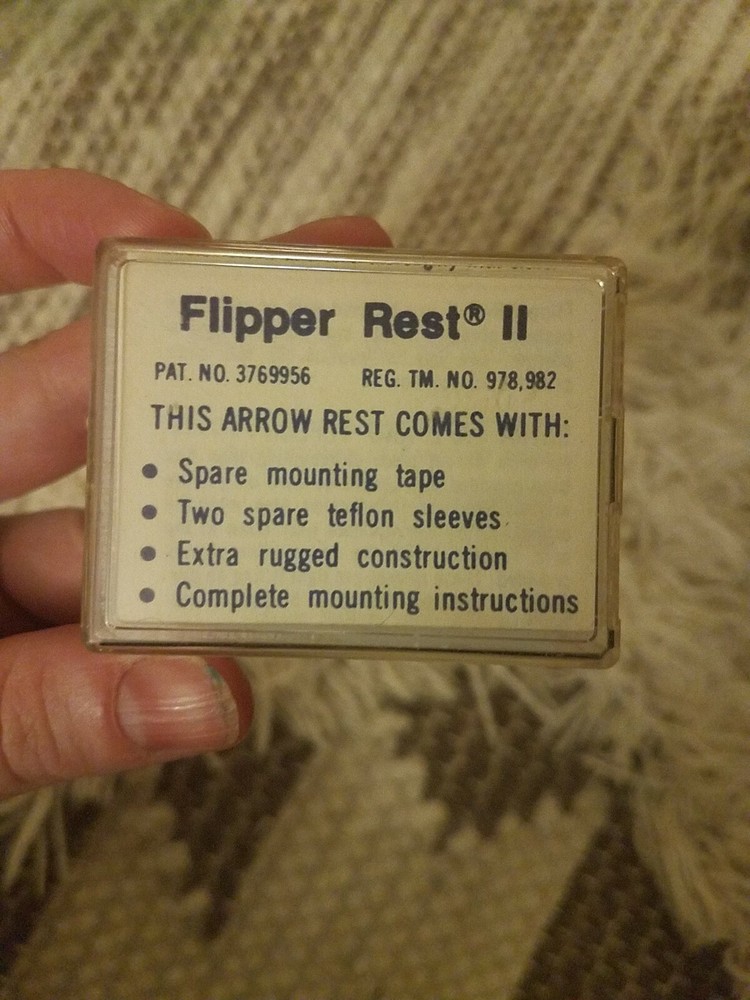 Flipper Rest® II
PAT. NO. 3769956 REG. TM. NO. 978,982
THIS ARROW REST COMES WITH:
• Spare mounting tape
• Two spare teflon sleeves
• Extra rugged construction
• Complete mounting instructions